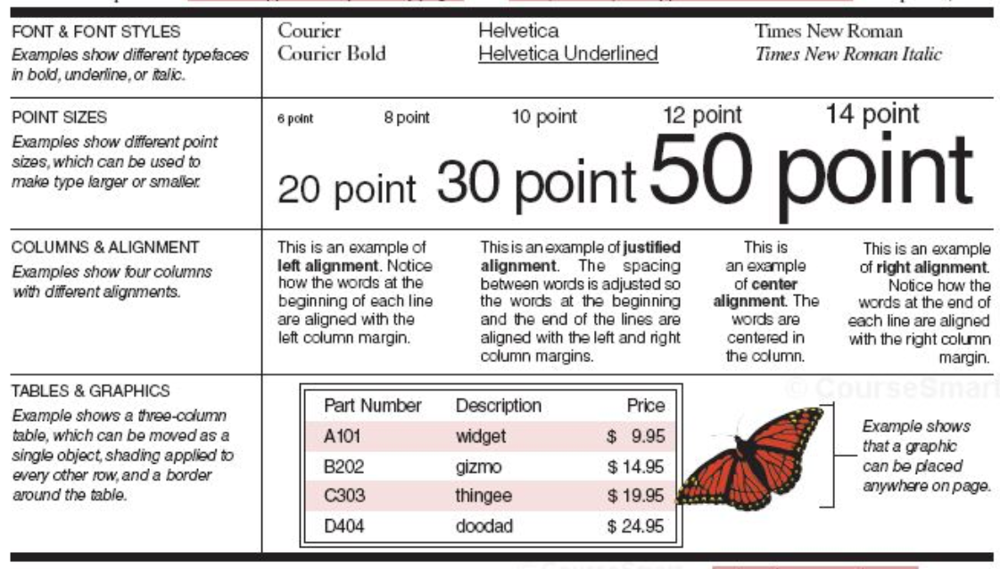 FONT & FONT STYLES
Examples show different typefaces
in bold, underline, or italic.
Courier
Courier Bold
Helvetica
Helvetica Underlined
Times New Roman
Times New Roman Italic
POINT SIZES
Examples show different point
sizes, which can be used to
make type larger or smaller.
6 point 8 point 10 point 12 point 14 point
20 point 30 point 50 point
COLUMNS & ALIGNMENT
Examples show four columns
with different alignments.
This is an example of
left alignment. Notice
how the words at the
beginning of each line
are aligned with the
left column margin.
This is an example of justified
alignment. The spacing
between words is adjusted so
the words at the beginning
and the end of the lines are
aligned with the left and right
column margins.
This is
an example
of center
alignment. The
words are
centered in
the column.
This is an example
of right alignment.
Notice how the
words at the end of
each line are aligned
with the right column
margin.
TABLES & GRAPHICS
Example shows a three-column
table, which can be moved as a
single object, shading applied to
every other row, and a border
around the table.
Part Number Description Price
A101 widget $ 9.95
B202 gizmo $ 14.95
C303 thingee $ 19.95
D404 doodad $ 24.95
© CourseSmart
Example shows
that a graphic
can be placed
anywhere on page.